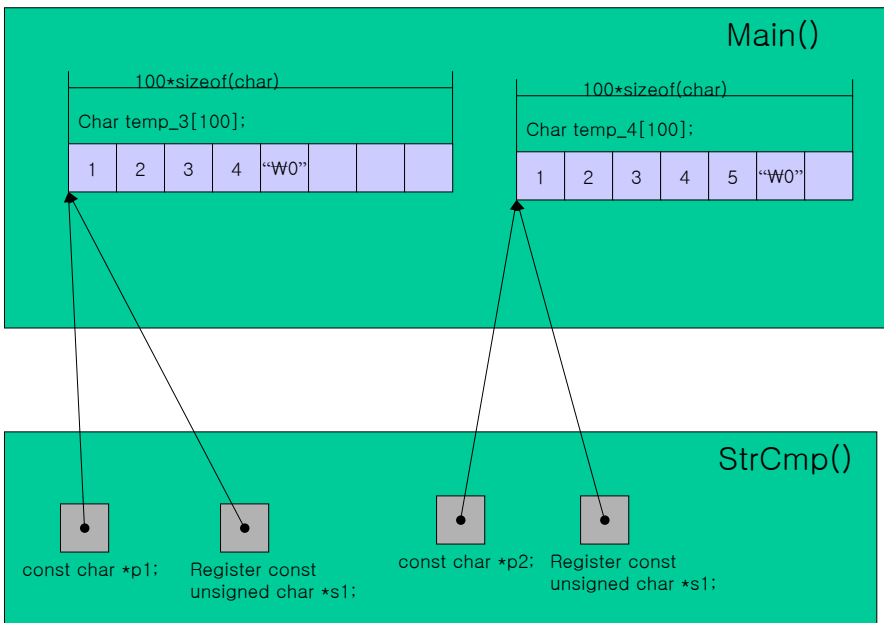 Main()
100*sizeof(char)
Char temp_3[100];
1 2 3 4 “₩0”
100*sizeof(char)
Char temp_4[100];
1 2 3 4 5 “₩0”
StrCmp()
const char *p1;
Register const
unsigned char *s1;
const char *p2;
Register const
unsigned char *s1;